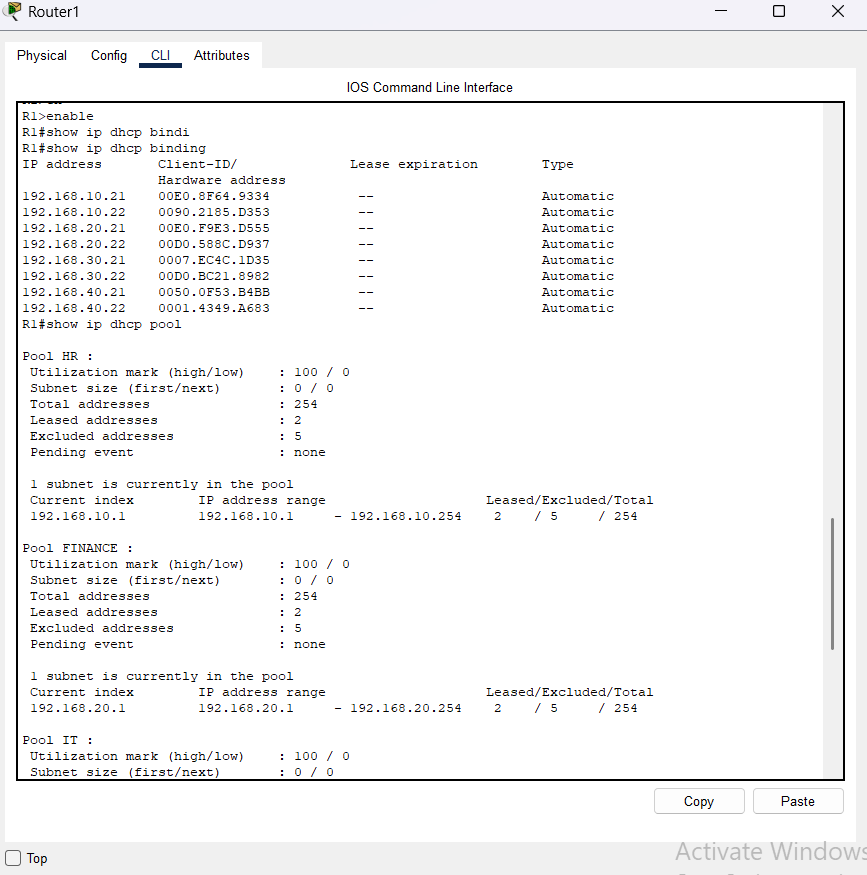 Router1
Physical Config CLI Attributes
IOS Command Line Interface
R1>enable
R1#show ip dhcp bindi
R1#show ip dhcp binding
IP address Client-ID/ Lease expiration Type
Hardware address
192.168.10.21 00E0.8F64.9334 -- Automatic
192.168.10.22 0090.2185.D353 -- Automatic
192.168.20.21 00E0.F9E3.D555 -- Automatic
192.168.20.22 00D0.588C.D937 -- Automatic
192.168.30.21 0007.EC4C.1D35 -- Automatic
192.168.30.22 00D0.BC21.8982 -- Automatic
192.168.40.21 0050.0F53.B4BB -- Automatic
192.168.40.22 0001.4349.A683 -- Automatic
R1#show ip dhcp pool
Pool HR :
Utilization mark (high/low) : 100 / 0
Subnet size (first/next) : 0 / 0
Total addresses : 254
Leased addresses : 2
Excluded addresses : 5
Pending event : none
1 subnet is currently in the pool
Current index IP address range Leased/Excluded/Total
192.168.10.1 192.168.10.1 - 192.168.10.254 2 / 5 / 254
Pool FINANCE :
Utilization mark (high/low) : 100 / 0
Subnet size (first/next) : 0 / 0
Total addresses : 254
Leased addresses : 2
Excluded addresses : 5
Pending event : none
1 subnet is currently in the pool
Current index IP address range Leased/Excluded/Total
192.168.20.1 192.168.20.1 - 192.168.20.254 2 / 5 / 254
Pool IT :
Utilization mark (high/low) : 100 / 0
Subnet size (first/next) : 0 / 0
Copy Paste
Activate Windows
Top